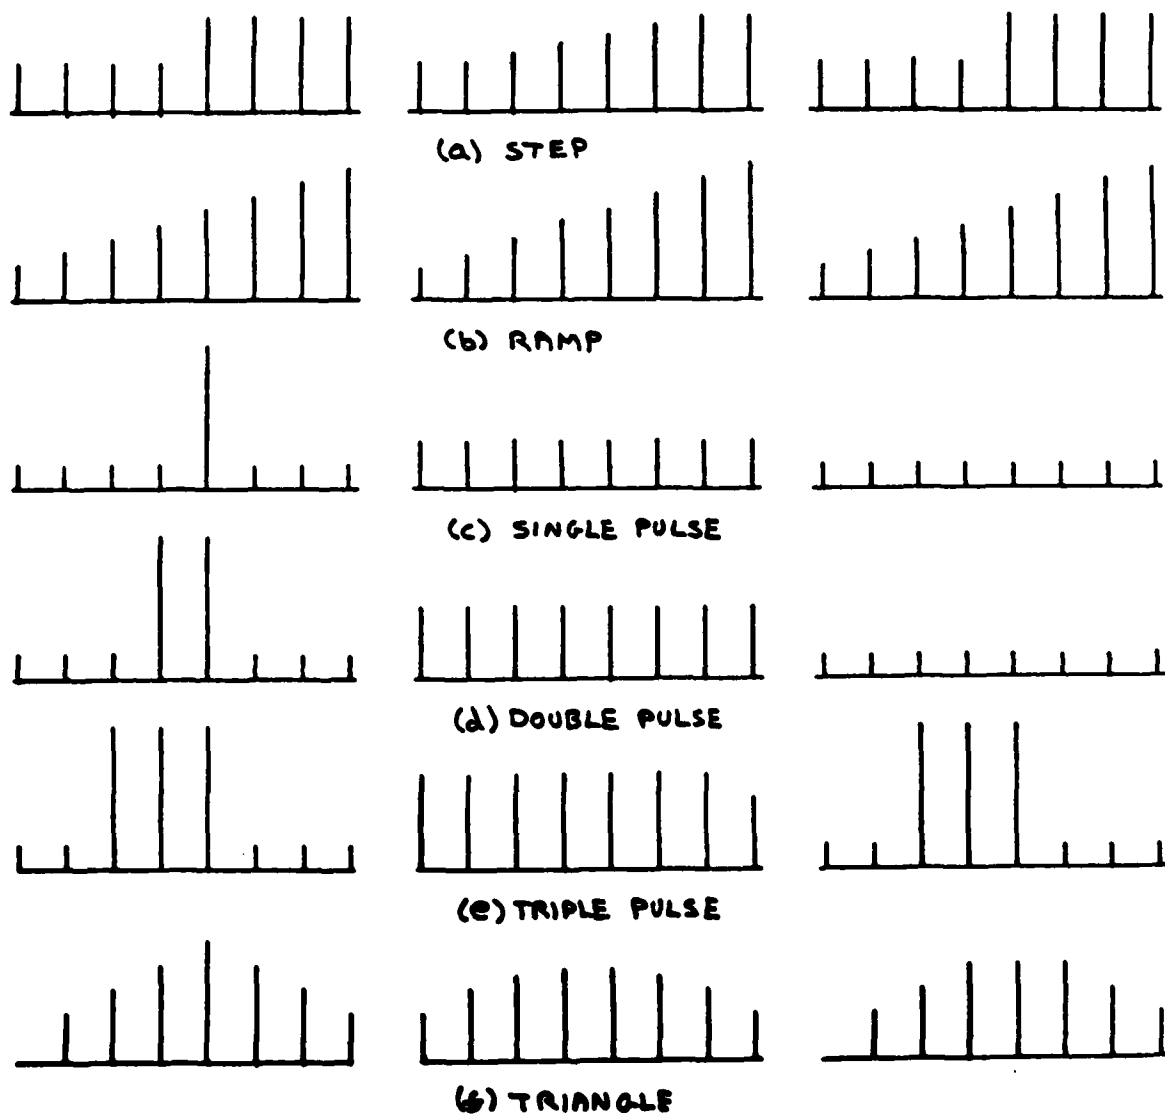 (a) STEP
(b) RAMP
(c) SINGLE PULSE
(d) DOUBLE PULSE
(e) TRIPLE PULSE
(f) TRIANGLE